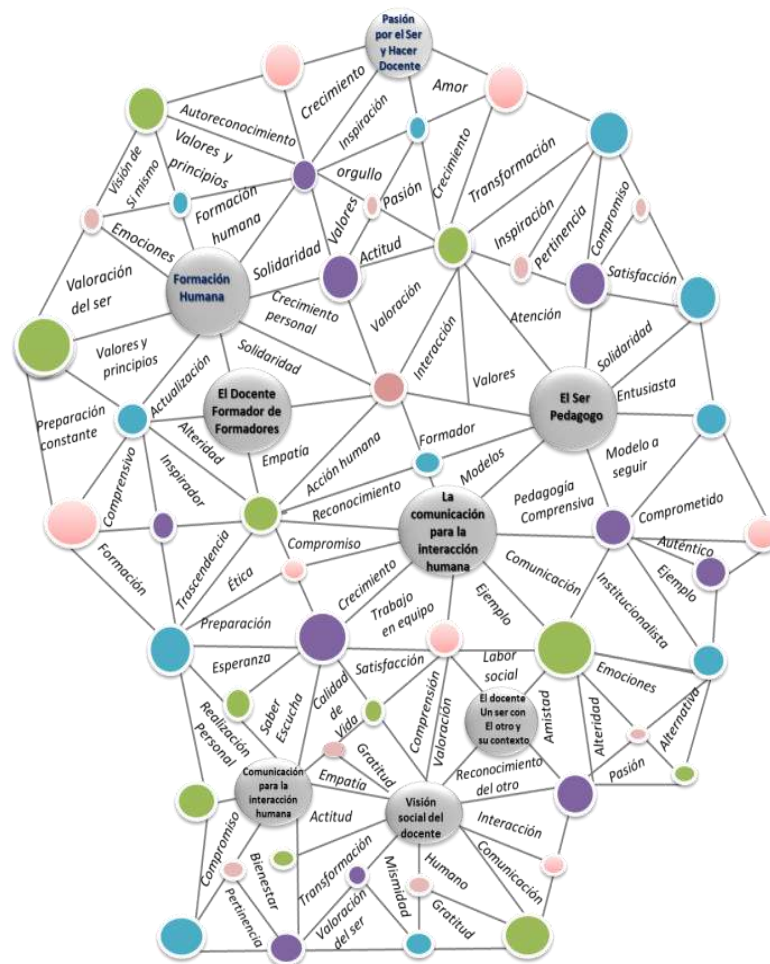 Pasión
por el Ser
y Hacer
Docente
Crecimiento
Amor
Inspiración
Autoreconocimiento
Valores y
principios
Visión de
Si mismo
orgullo
Crecimiento
Transformación
Formación
humana
Emociones
Valores
Pasión
Inspiración
Pertinencia
Compromiso
Solidaridad
Actitud
Formación
Humana
Valoración
del ser
Crecimiento
personal
Valoración
Satisfacción
Atención
Interacción
Solidaridad
Valores y
principios
Actualización
Solidaridad
Valores
Entusiasta
El Docente
Formador de
Formadores
El Ser
Pedagogo
Preparación
constante
Alteridad
Empatía
Formador
Modelo a
seguir
Comprensivo
Inspirador
Acción humana
Modelos
Reconocimiento
Pedagogía
Comprensiva
Comprometido
La
comunicación
para la
interacción
humana
Formación
Trascendencia
Compromiso
Auténtico
Ética
Crecimiento
Comunicación
Institucionalista
Ejemplo
Trabajo
en equipo
Ejemplo
Preparación
Esperanza
Satisfacción
Labor
social
Emociones
Saber
Escucha
Calidad
de
Vida
Comprensión
Valoración
El docente
Un ser con
El otro y
su contexto
Amistad
Alteridad
Alternativa
Realización
Personal
Gratitud
Reconocimiento
del otro
Pasión
Comunicación
para la
interacción
humana
Empatía
Actitud
Visión
social del
docente
Interacción
Compromiso
Bienestar
Transformación
Humano
Comunicación
Pertinencia
Valoración
del ser
Mismidad
Gratitud